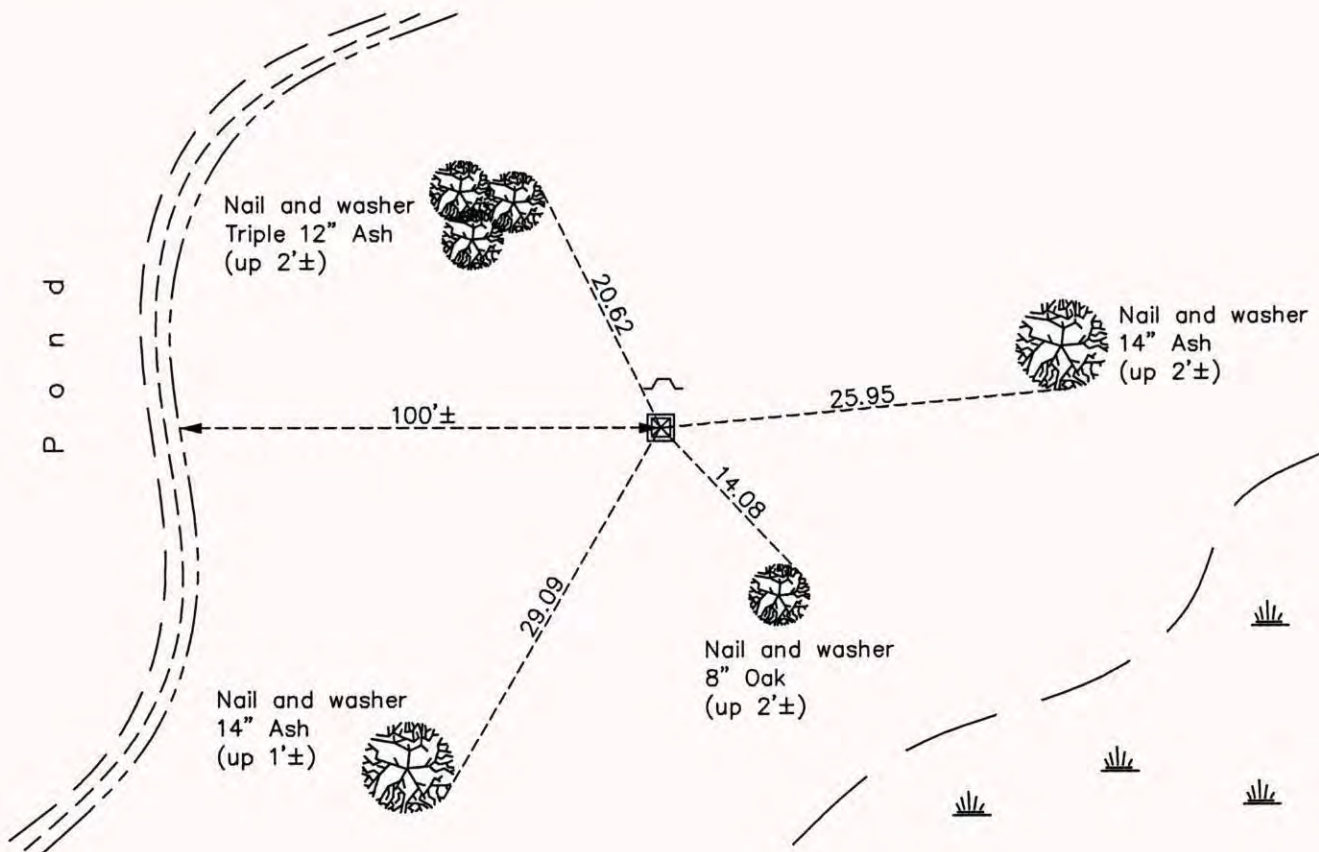 Nail and washer
Triple 12" Ash
(up 2'±)
Pond
20.62
Nail and washer
14" Ash
(up 2'±)
25.95
100'±
14.08
29.09
Nail and washer
8" Oak
(up 2'±)
Nail and washer
14" Ash
(up 1'±)